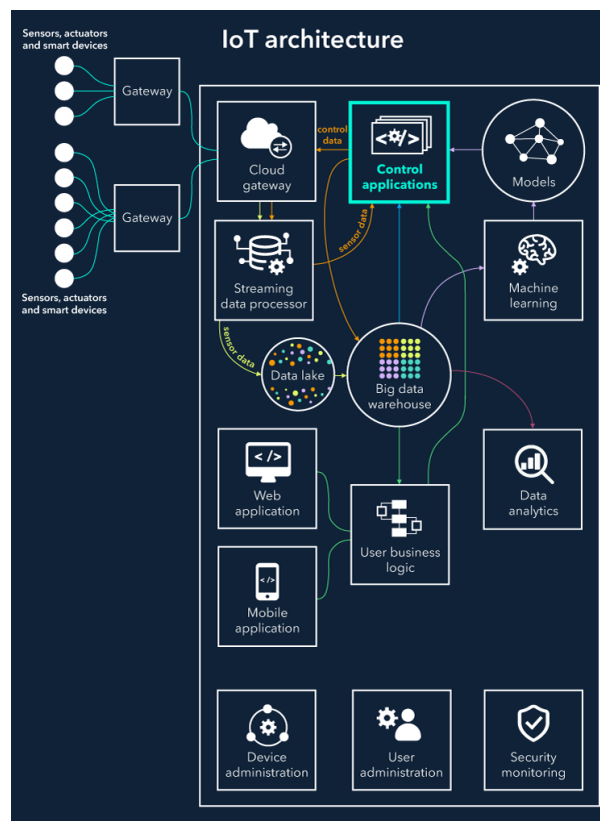 IoT architecture
Sensors, actuators
and smart devices
Gateway
Gateway
Sensors, actuators
and smart devices
Cloud
gateway
control
data
Control
applications
Models
Streaming
data processor
sensor data
Machine
learning
sensor data
Data lake
Big data
warehouse
Web
application
User business
logic
Data
analytics
Mobile
application
Device
administration
User
administration
Security
monitoring